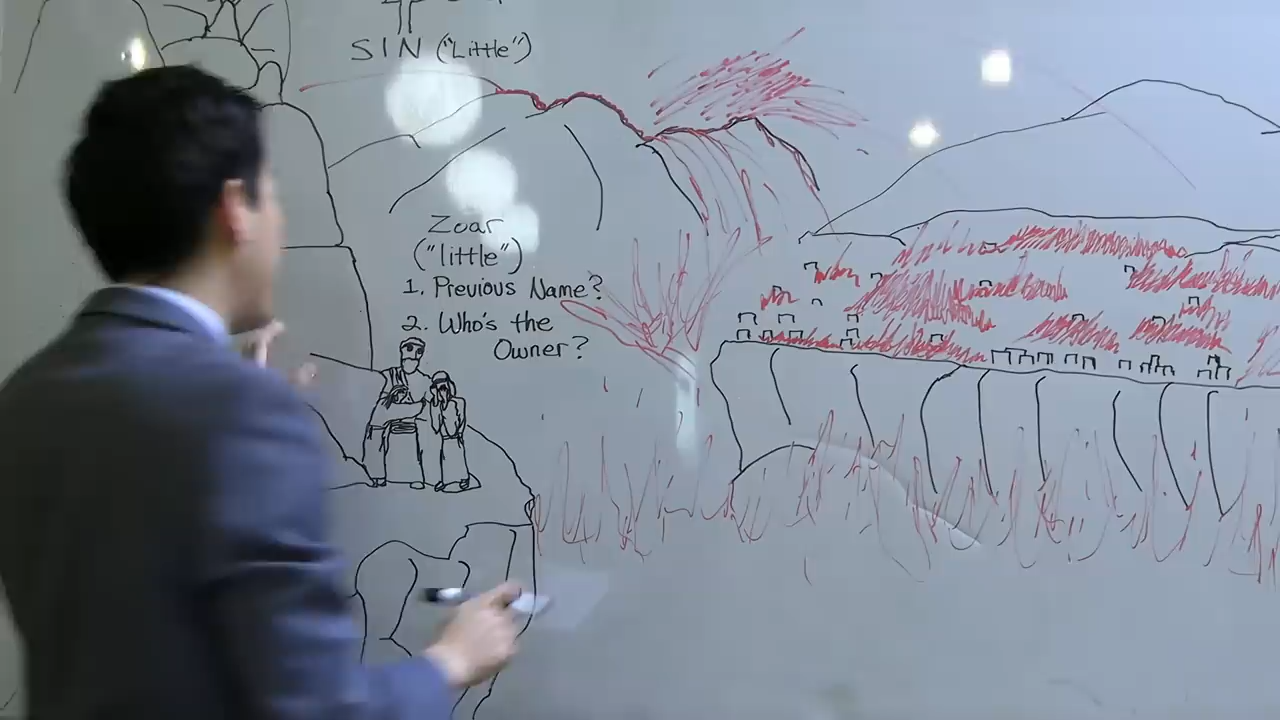 SIN ("Little")
Zoar
("little")
1. Previous Name?
2. Who's the
Owner?